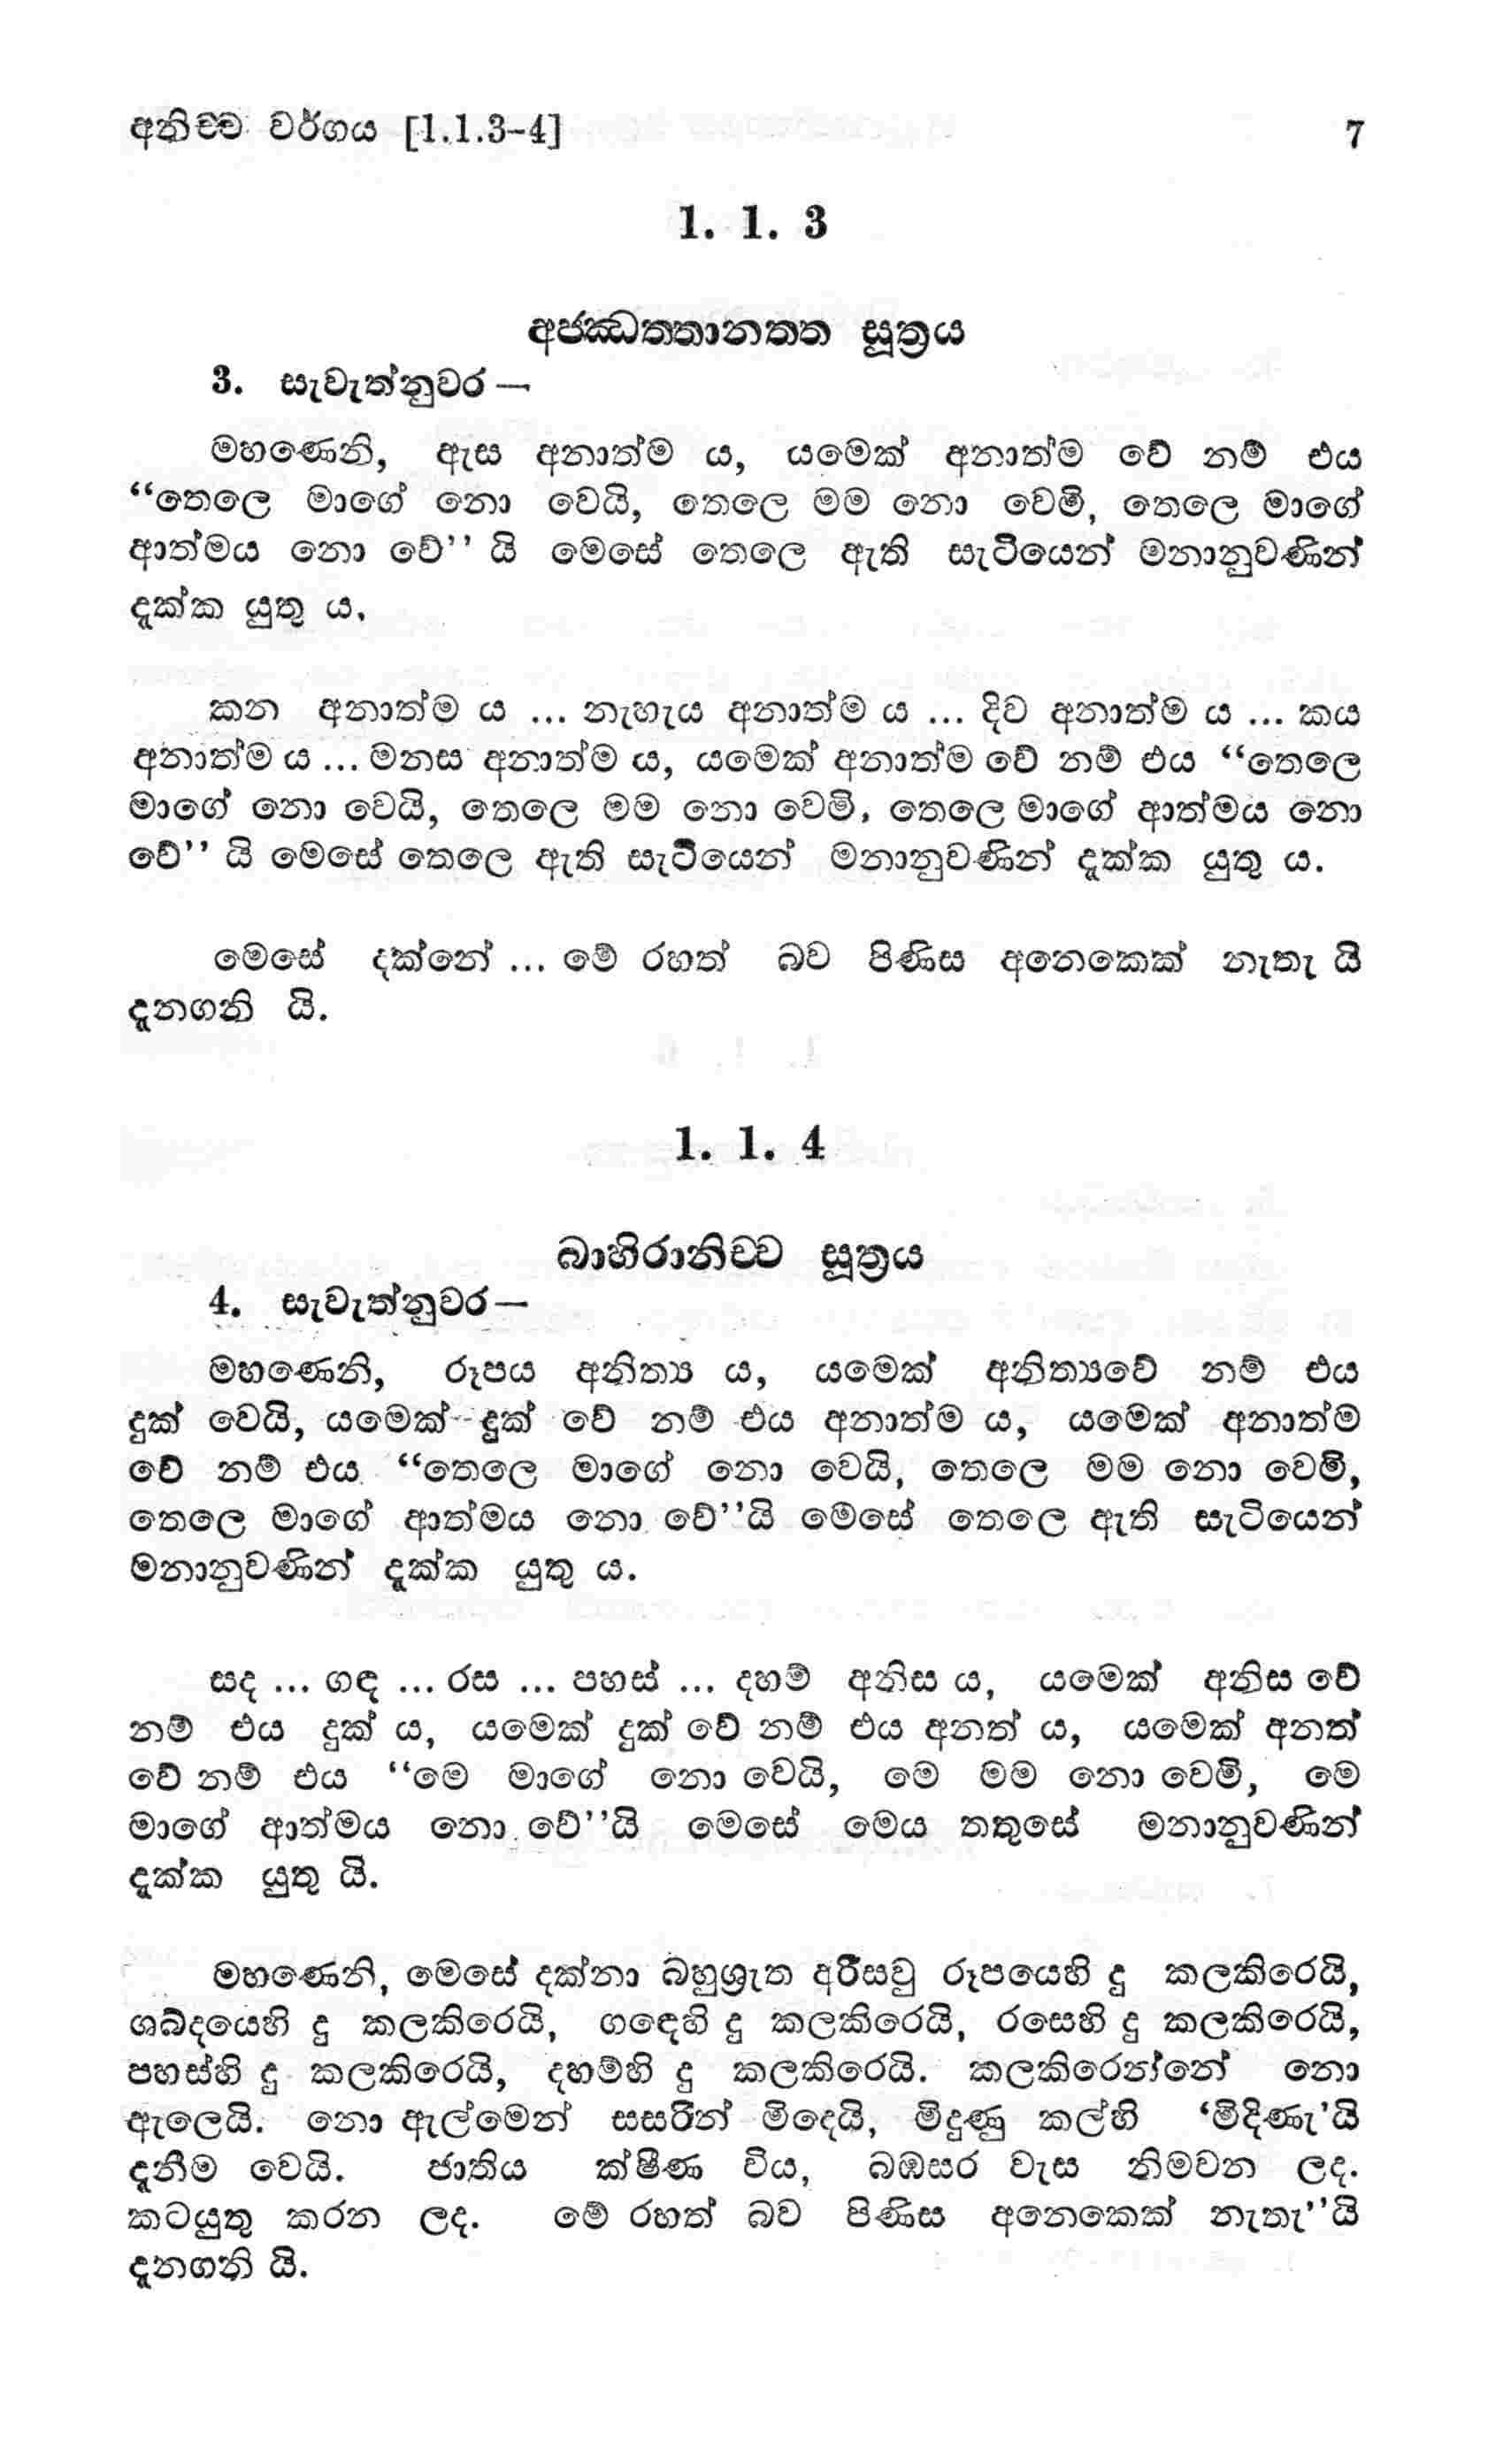 අනිච්ච වර්ගය [1.1.3-4] 7
1. 1. 3
අජ්ඣත්තානත්ත සූත්‍රය
3. සැවැත්නුවර —
මහණෙනි, ඇස අනාත්ම ය, යමෙක් අනාත්ම වේ නම් එය
“තෙලෙ මාගේ නො වෙයි, තෙලෙ මම නො වෙමි, තෙලෙ මාගේ
ආත්මය නො වේ’’ යි මෙසේ තෙලෙ ඇති සැටියෙන් මනානුවණින්
දැක්ක යුතු ය.
කන අනාත්ම ය ... නැහැය අනාත්ම ය ... දිව අනාත්ම ය ... කය
අනාත්ම ය ... මනස අනාත්ම ය, යමෙක් අනාත්ම වේ නම් එය “තෙලෙ
මාගේ නො වෙයි, තෙලෙ මම නො වෙමි, තෙලෙ මාගේ ආත්මය නො
වේ’’ යි මෙසේ තෙලෙ ඇති සැටියෙන් මනානුවණින් දැක්ක යුතු ය.
මෙසේ දක්නේ ... මේ රහත් බව පිණිස අනෙකෙක් නැතැ යි
දැනගනි යි.
1. 1. 4
බාහිරානිච්ච සූත්‍රය
4. සැවැත්නුවර —
මහණෙනි, රූපය අනිත්‍ය ය, යමෙක් අනිත්‍යවේ නම් එය
දුක් වෙයි, යමෙක් දුක් වේ නම් එය අනාත්ම ය, යමෙක් අනාත්ම
වේ නම් එය “තෙලෙ මාගේ නො වෙයි, තෙලෙ මම නො වෙමි,
තෙලෙ මාගේ ආත්මය නො වේ’’යි මෙසේ තෙලෙ ඇති සැටියෙන්
මනානුවණින් දැක්ක යුතු ය.
සද ... ගඳ ... රස ... පහස් ... දහම් අනිස ය, යමෙක් අනිස වේ
නම් එය දුක් ය, යමෙක් දුක් වේ නම් එය අනත් ය, යමෙක් අනත්
වේ නම් එය “මෙ මාගේ නො වෙයි, මෙ මම නො වෙමි, මෙ
මාගේ ආත්මය නො වේ’’යි මෙසේ මෙය තතුසේ මනානුවණින්
දැක්ක යුතු යි.
මහණෙනි, මෙසේ දක්නා බහුශ්‍රැත අරීසවු රූපයෙහි දු කලකිරෙයි,
ශබ්දයෙහි දු කලකිරෙයි, ගඳෙහි දු කලකිරෙයි, රසෙහි දු කලකිරෙයි,
පහස්හි දු කලකිරෙයි, දහම්හි දු කලකිරෙයි. කලකිරෙන්නේ නො
ඇලෙයි. නො ඇල්මෙන් සසරින් මිදෙයි, මිදුණු කල්හි ‘මිදිණැ’යි
දැනීම වෙයි. ජාතිය ක්ෂීණ විය, බඹසර වැස නිමවන ලද.
කටයුතු කරන ලද. මේ රහත් බව පිණිස අනෙකෙක් නැතැ’’යි
දැනගනි යි.